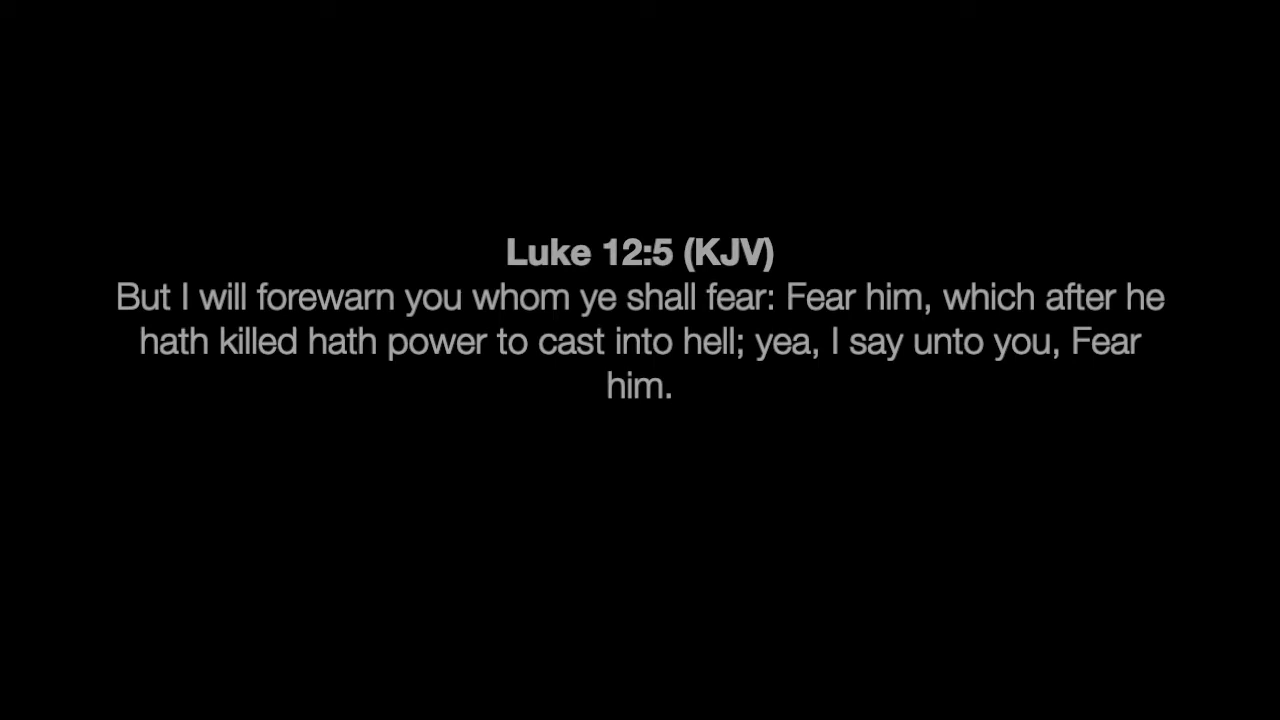 Luke 12:5 (KJV)
But I will forewarn you whom ye shall fear: Fear him, which after he
hath killed hath power to cast into hell; yea, I say unto you, Fear
him.